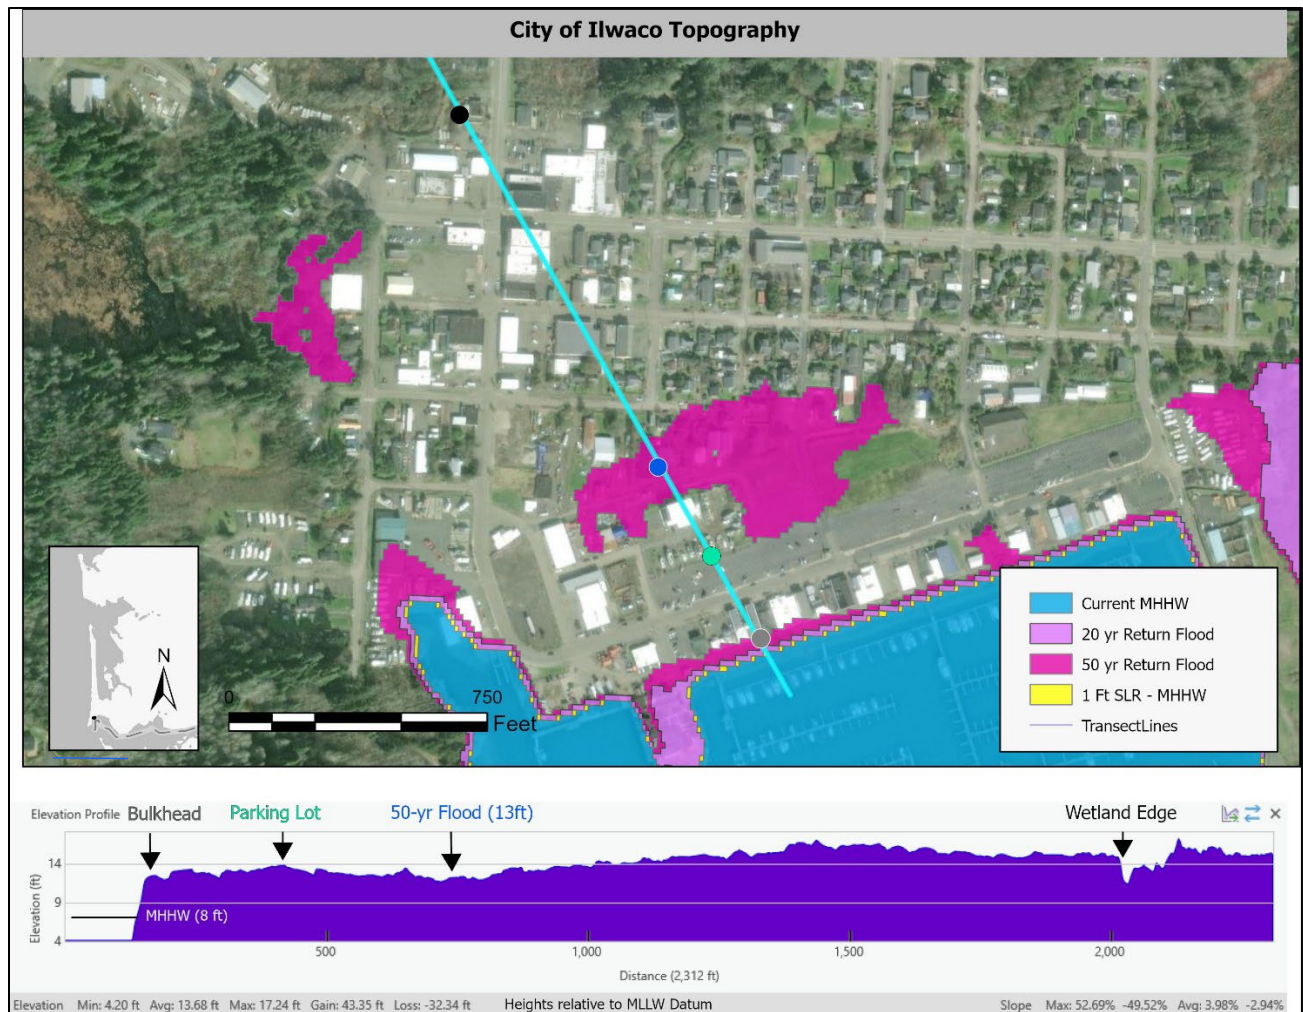 City of Ilwaco Topography
N
0 750
Feet
Current MHHW
20 yr Return Flood
50 yr Return Flood
1 Ft SLR - MHHW
TransectLines
Elevation Profile Bulkhead Parking Lot 50-yr Flood (13ft) Wetland Edge
Elevation (ft)
14
9
4
MHHW (8 ft)
500 1,000 1,500 2,000
Distance (2,312 ft)
Elevation Min: 4.20 ft Avg: 13.68 ft Max: 17.24 ft Gain: 43.35 ft Loss: -32.34 ft Heights relative to MLLW Datum Slope Max: 52.69% -49.52% Avg: 3.98% -2.94%